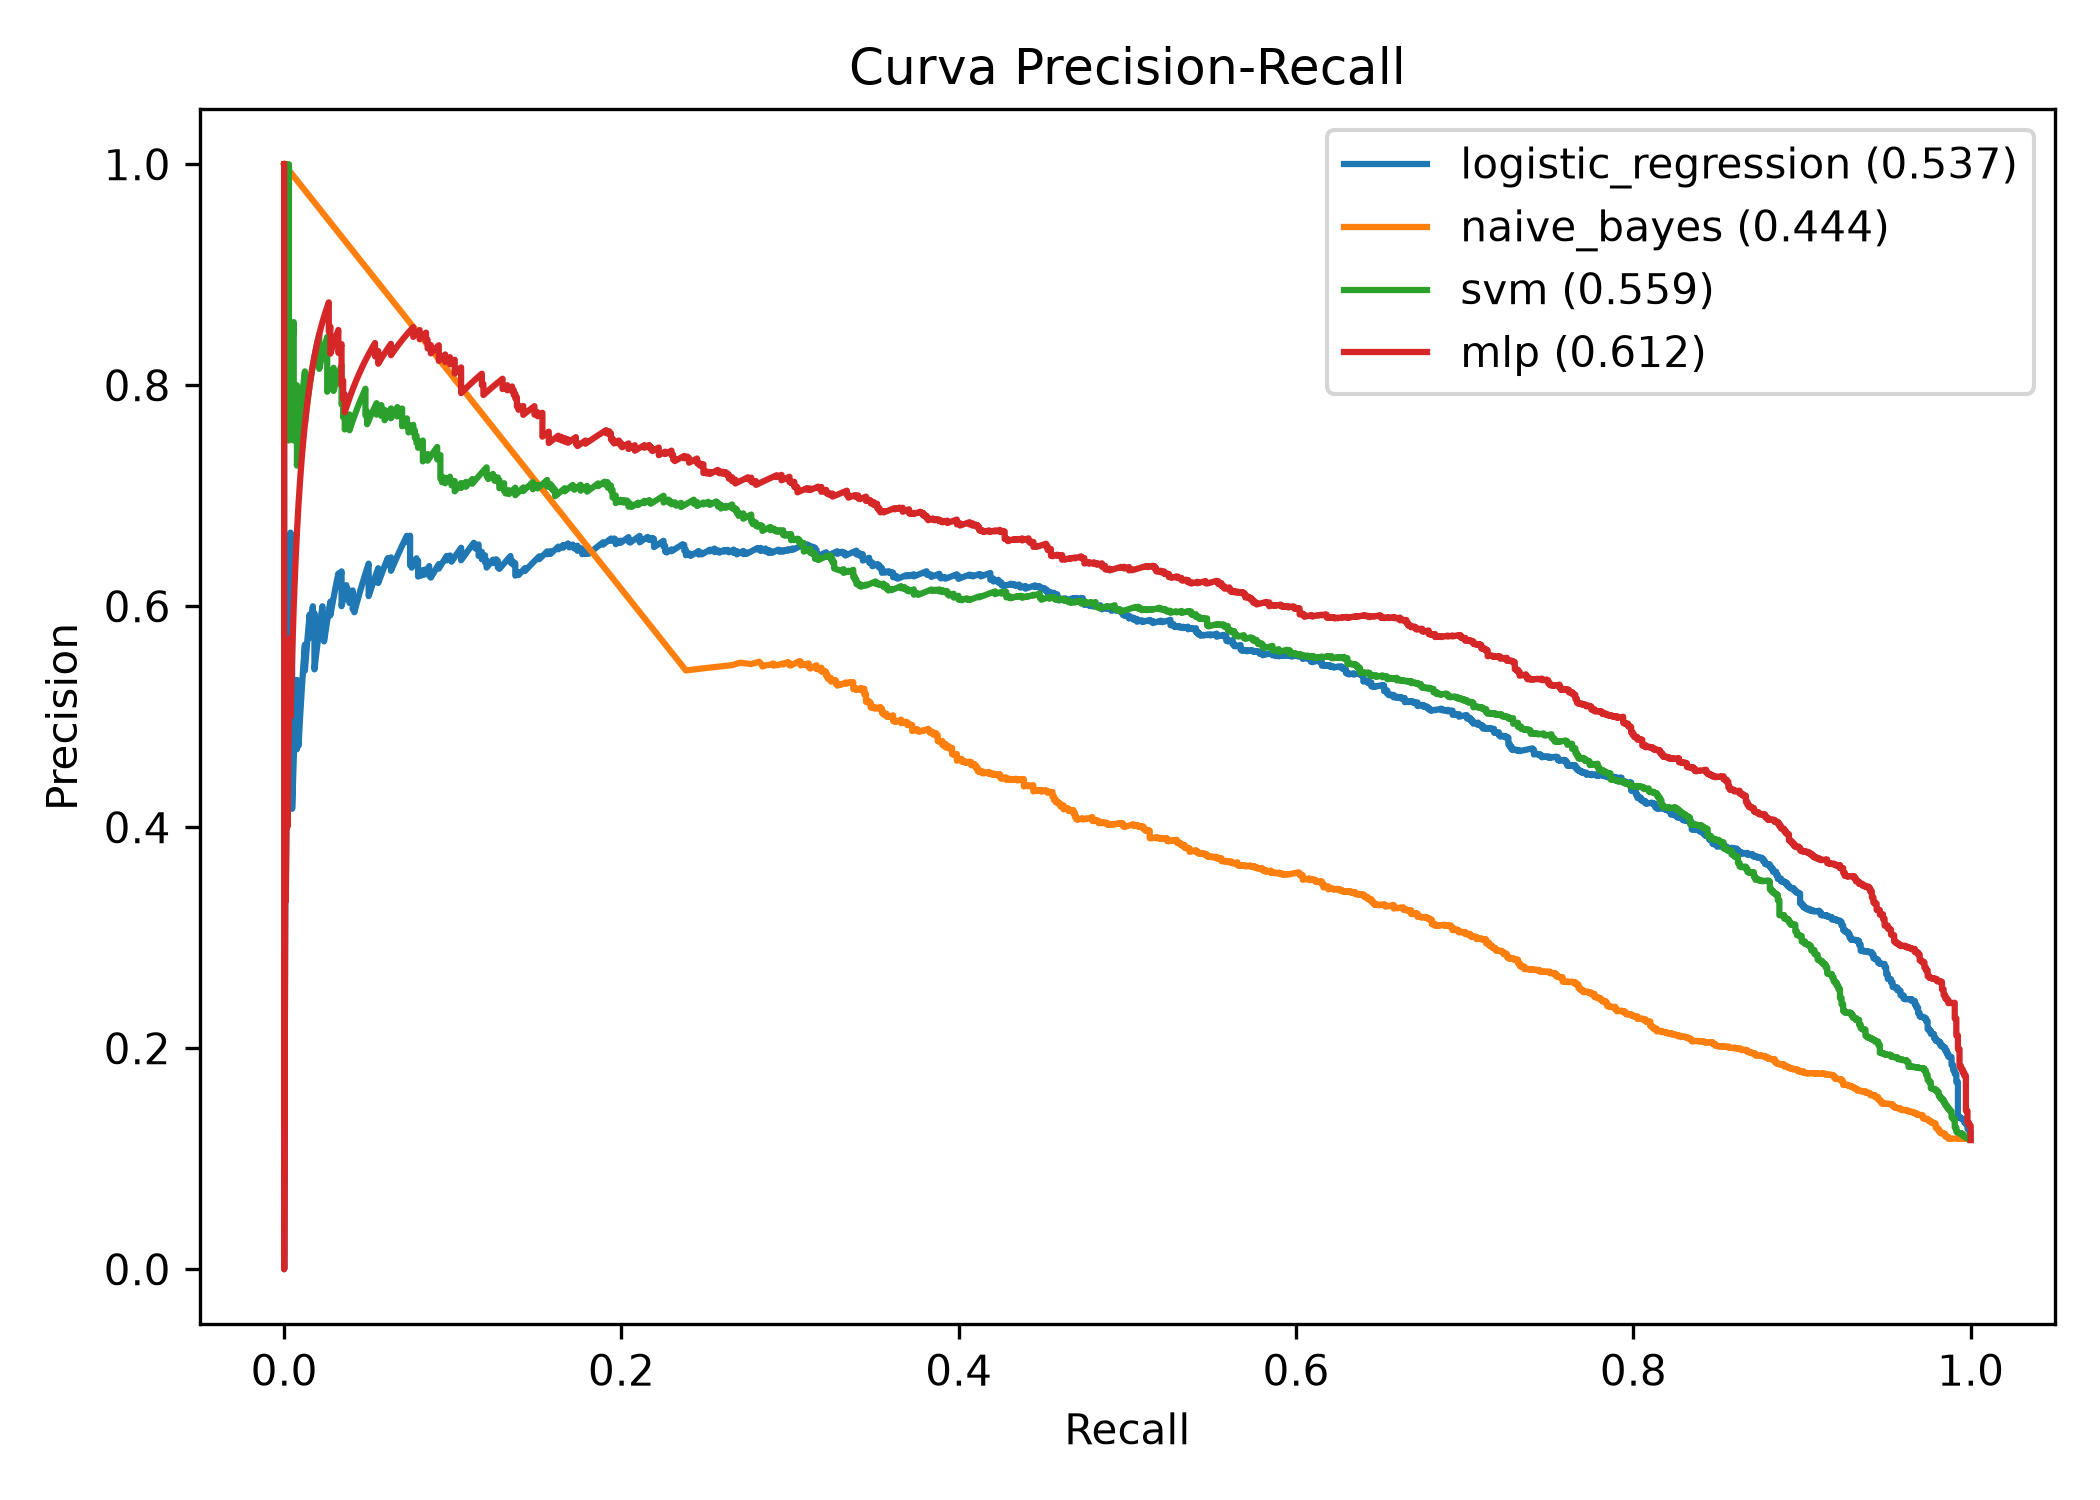 Curva Precision-Recall
logistic_regression (0.537)
naive_bayes (0.444)
svm (0.559)
mlp (0.612)
Precision
1.0
0.8
0.6
0.4
0.2
0.0
0.0 0.2 0.4 0.6 0.8 1.0
Recall